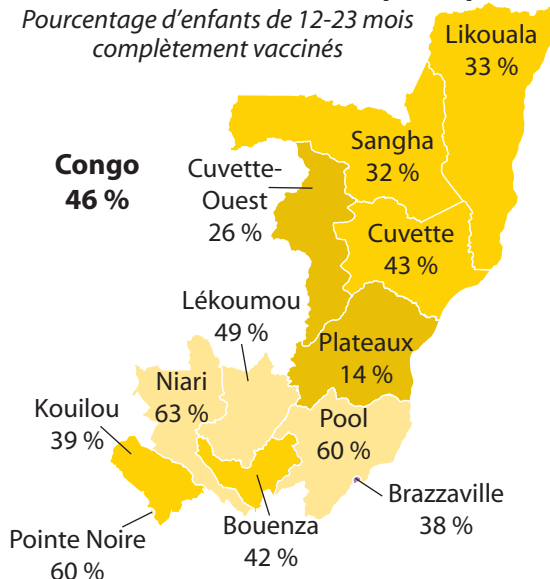 Pourcentage d'enfants de 12-23 mois
complètement vaccinés
Likouala
33 %
Sangha
32 %
Congo
46 %
Cuvette-
Ouest
26 %
Cuvette
43 %
Lékoumou
49 %
Plateaux
14 %
Niari
63 %
Kouilou
39 %
Pool
60 %
Brazzaville
38 %
Bouenza
42 %
Pointe Noire
60 %